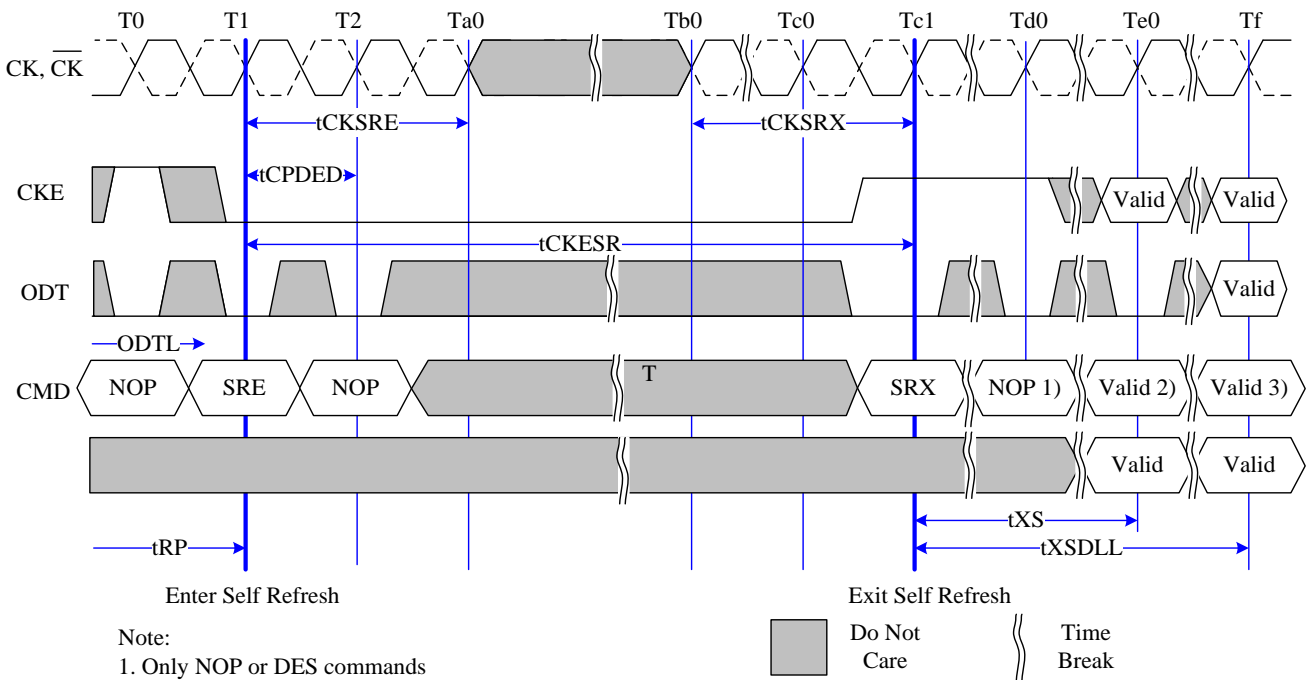 T0 T1 T2 Ta0 Tb0 Tc0 Tc1 Td0 Te0 Tf
CK, CK
tCKSRE tCKSRX
tCPDED
CKE Valid Valid
tCKESR
ODT Valid
ODTL
T
CMD NOP SRE NOP SRX NOP 1) Valid 2) Valid 3)
Valid Valid
tXS
tRP tXSDLL
Enter Self Refresh Exit Self Refresh
Note:
1. Only NOP or DES commands
Do Not
Care
Time
Break